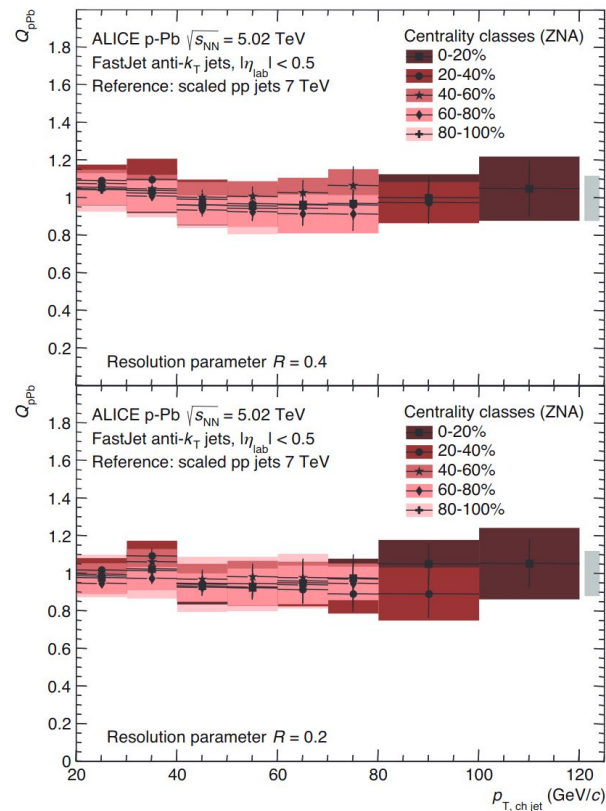 Q_pPb
2
1.8
1.6
1.4
1.2
1.0
0.8
0.6
0.4
0.2
ALICE p-Pb √s_NN = 5.02 TeV
FastJet anti-k_T jets, |η_lab| < 0.5
Reference: scaled pp jets 7 TeV
Centrality classes (ZNA)
0-20%
20-40%
40-60%
60-80%
80-100%
Resolution parameter R = 0.4
Q_pPb
1.8
1.6
1.4
1.2
1
0.8
0.6
0.4
0.2
0
ALICE p-Pb √s_NN = 5.02 TeV
FastJet anti-k_T jets, |η_lab| < 0.5
Reference: scaled pp jets 7 TeV
Centrality classes (ZNA)
0-20%
20-40%
40-60%
60-80%
80-100%
Resolution parameter R = 0.2
20 40 60 80 100 120
p_T, ch jet (GeV/c)